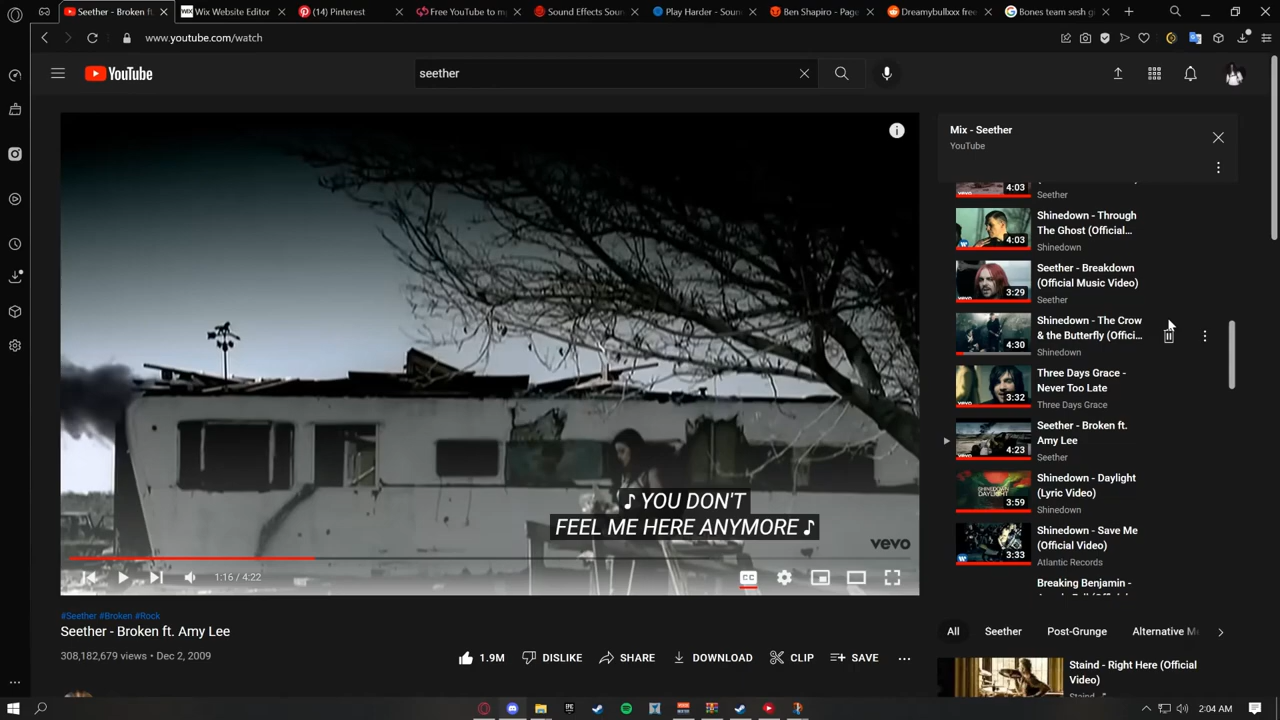 Seether - Broken ft.
Wix Website Editor
(14) Pinterest
Free YouTube to m
Sound Effects Soun
Play Harder - Soun
Ben Shapiro - Page
Dreamybullxxx free
Bones team sesh gi
www.youtube.com/watch
YouTube
seether
Mix - Seether
YouTube
4:03
Seether
Shinedown - Through
The Ghost (Official...
4:03
Shinedown
Seether - Breakdown
(Official Music Video)
3:29
Seether
Shinedown - The Crow
& the Butterfly (Offici...
4:30
Shinedown
Three Days Grace -
Never Too Late
3:32
Three Days Grace
Seether - Broken ft.
Amy Lee
4:23
Seether
Shinedown - Daylight
(Lyric Video)
3:59
Shinedown
Shinedown - Save Me
(Official Music Video)
3:33
Atlantic Records
Breaking Benjamin -
♪ YOU DON'T
FEEL ME HERE ANYMORE ♪
vevo
1:16 / 4:22
CC
#Seether #Broken #Rock
Seether - Broken ft. Amy Lee
308,182,679 views • Dec 2, 2009
1.9M
DISLIKE
SHARE
DOWNLOAD
CLIP
SAVE
All
Seether
Post-Grunge
Alternative M
Staind - Right Here (Official
Video)
Staind
2:04 AM